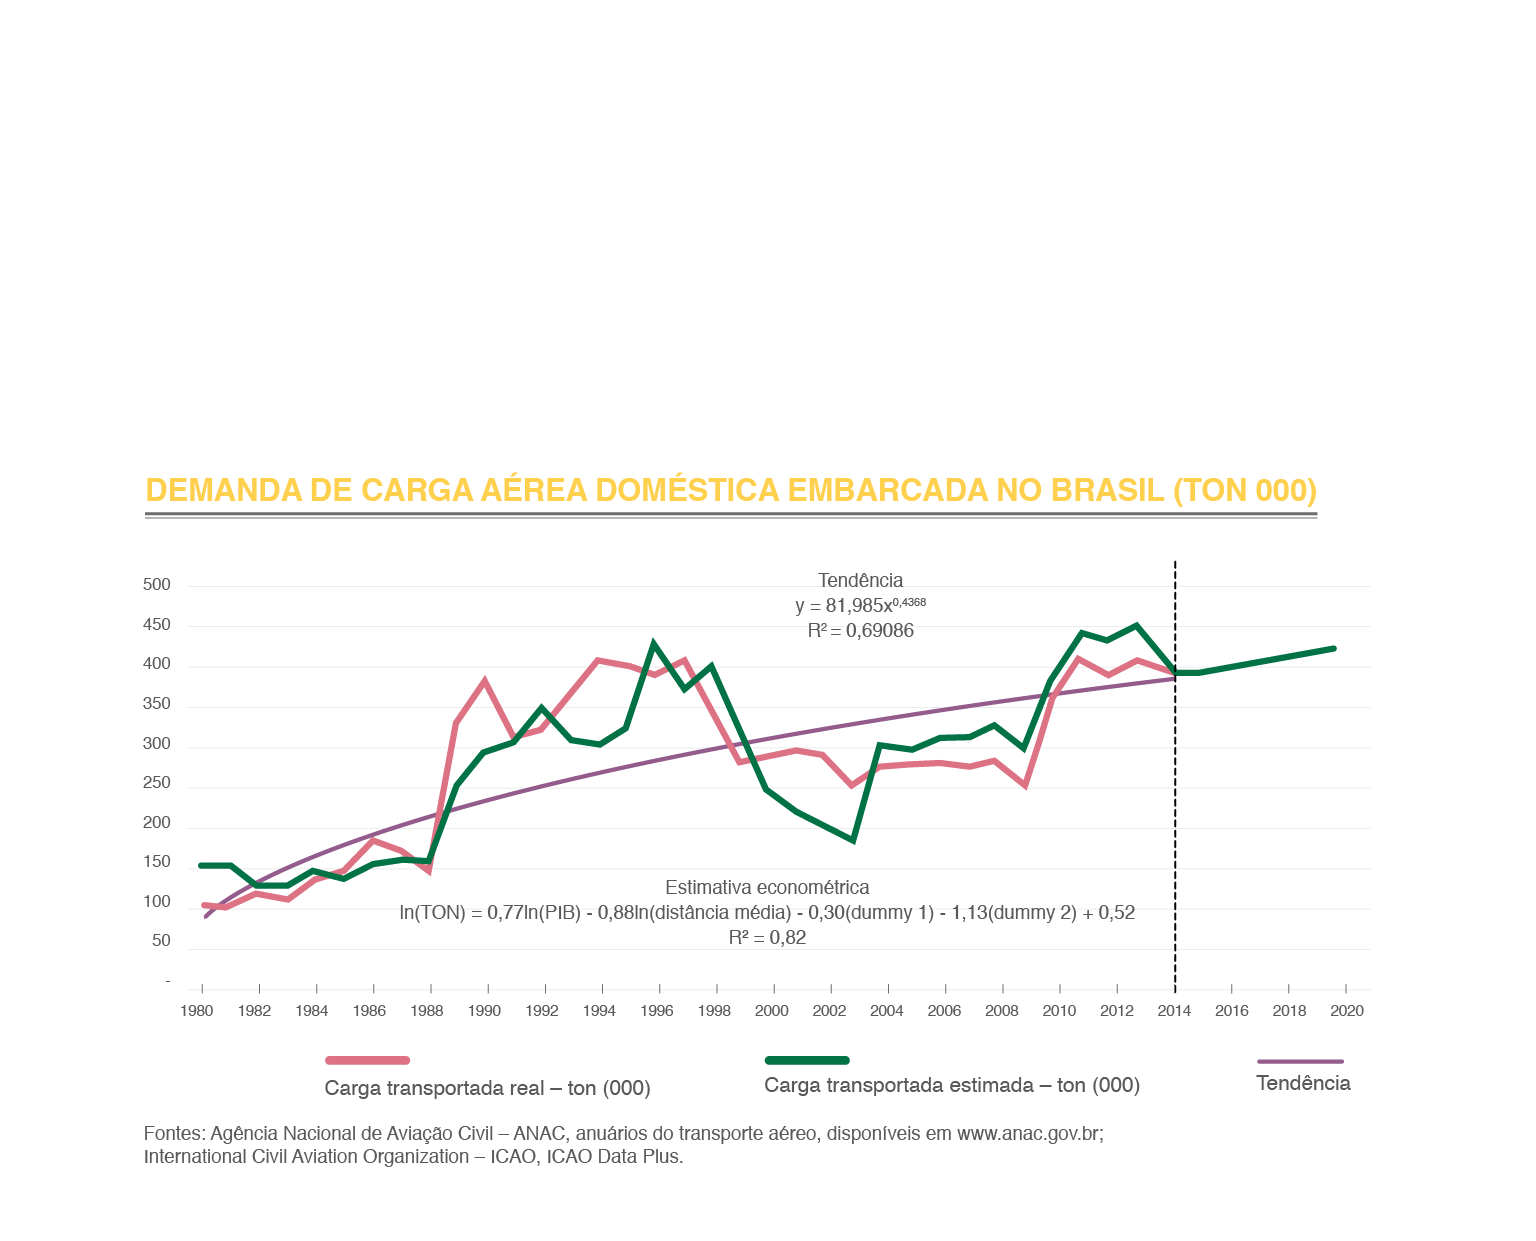 DEMANDA DE CARGA AÉREA DOMÉSTICA EMBARCADA NO BRASIL (TON 000)
500
450
400
350
300
250
200
150
100
50
-
Tendência
y = 81,985x^0,4368
R² = 0,69086
Estimativa econométrica
ln(TON) = 0,77ln(PIB) - 0,88ln(distância média) - 0,30(dummy 1) - 1,13(dummy 2) + 0,52
R² = 0,82
1980 1982 1984 1986 1988 1990 1992 1994 1996 1998 2000 2002 2004 2006 2008 2010 2012 2014 2016 2018 2020
Carga transportada real – ton (000)
Carga transportada estimada – ton (000)
Tendência
Fontes: Agência Nacional de Aviação Civil – ANAC, anuários do transporte aéreo, disponíveis em www.anac.gov.br;
International Civil Aviation Organization – ICAO, ICAO Data Plus.